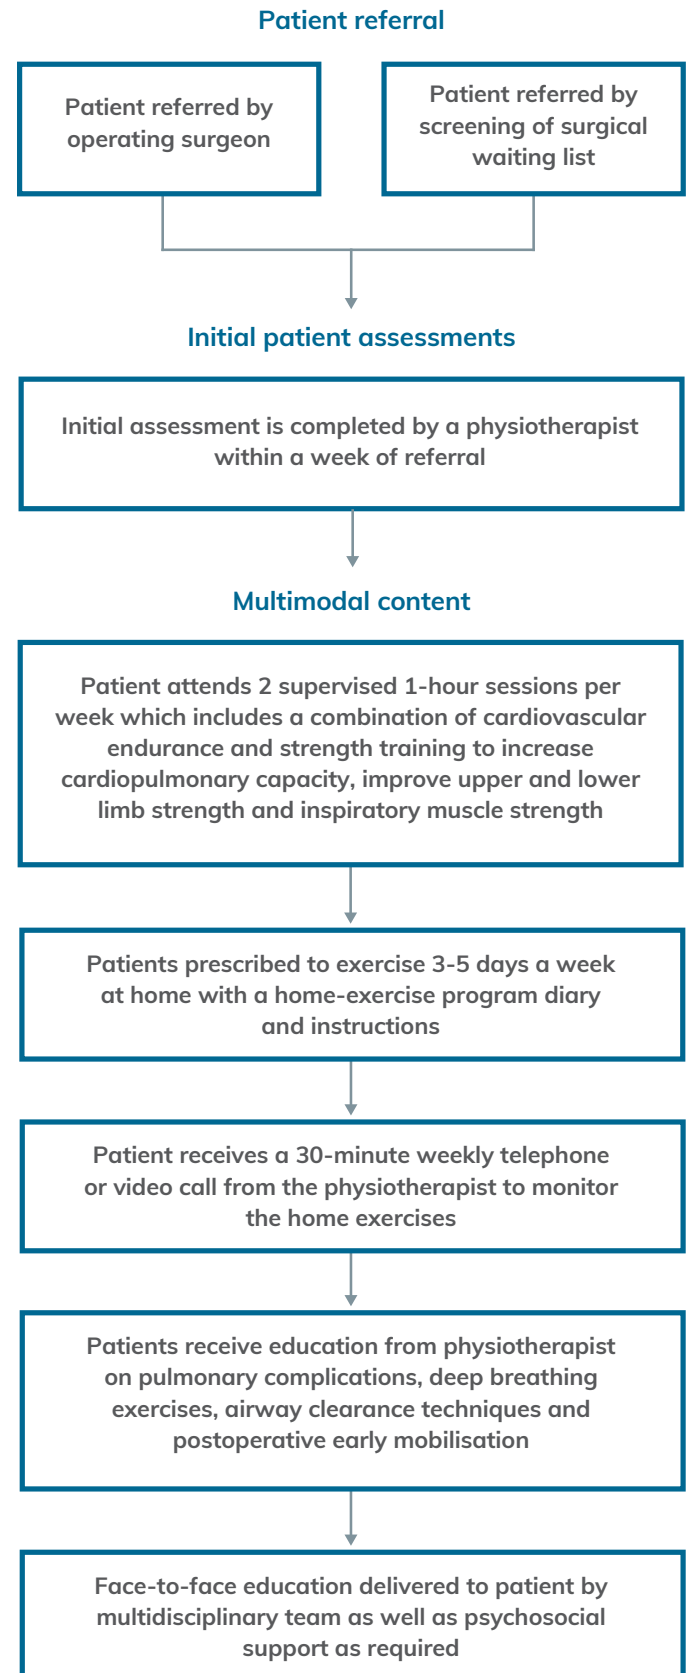 Patient referral
Patient referred by
operating surgeon
Patient referred by
screening of surgical
waiting list
Initial patient assessments
Initial assessment is completed by a physiotherapist
within a week of referral
Multimodal content
Patient attends 2 supervised 1-hour sessions per
week which includes a combination of cardiovascular
endurance and strength training to increase
cardiopulmonary capacity, improve upper and lower
limb strength and inspiratory muscle strength
Patients prescribed to exercise 3-5 days a week
at home with a home-exercise program diary
and instructions
Patient receives a 30-minute weekly telephone
or video call from the physiotherapist to monitor
the home exercises
Patients receive education from physiotherapist
on pulmonary complications, deep breathing
exercises, airway clearance techniques and
postoperative early mobilisation
Face-to-face education delivered to patient by
multidisciplinary team as well as psychosocial
support as required